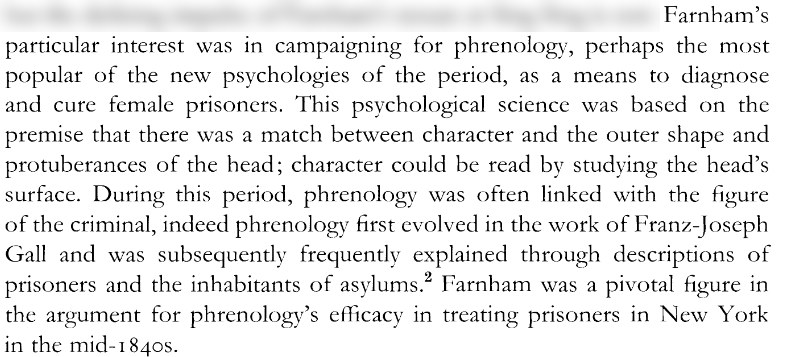 Farnham's
particular interest was in campaigning for phrenology, perhaps the most
popular of the new psychologies of the period, as a means to diagnose
and cure female prisoners. This psychological science was based on the
premise that there was a match between character and the outer shape and
protuberances of the head; character could be read by studying the head's
surface. During this period, phrenology was often linked with the figure
of the criminal, indeed phrenology first evolved in the work of Franz-Joseph
Gall and was subsequently frequently explained through descriptions of
prisoners and the inhabitants of asylums.² Farnham was a pivotal figure in
the argument for phrenology's efficacy in treating prisoners in New York
in the mid-1840s.